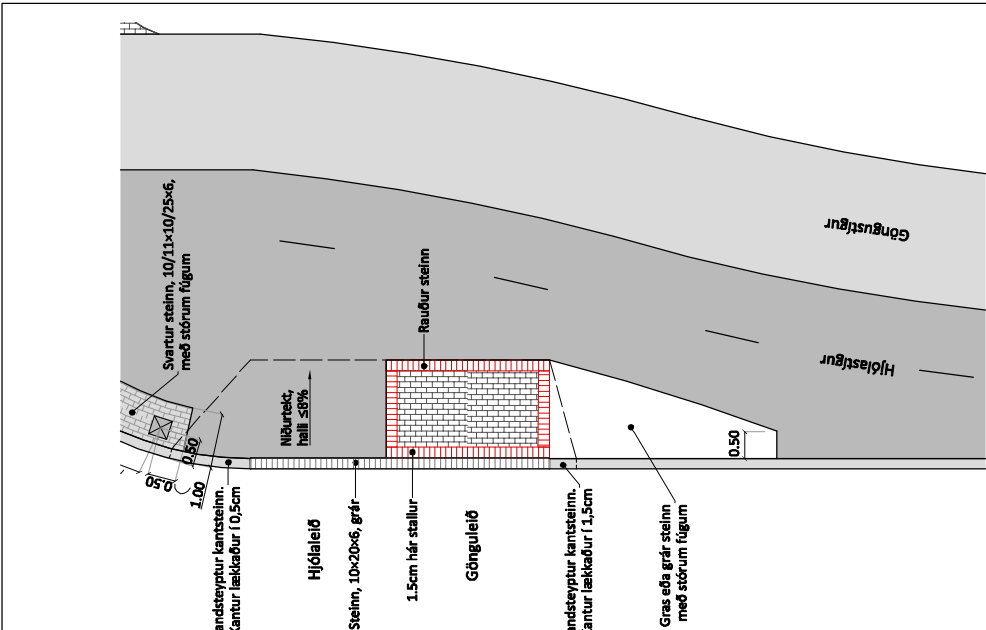 Svartur steinn, 10/11×10/25×6,
með stórum fúgum
Göngustígur
Rauður steinn
Hjólastígur
Niðurtekt,
halli ≤8%
0.50
0.50
0.50
1.00
andsteyptur kantsteinn.
Kantur lækkaður í 0,5cm
Hjólaleið
Steinn, 10×20×6, grár
1.5cm hár stallur
Gönguleið
andsteyptur kantsteinn.
Kantur lækkaður í 1,5cm
Gras eða grár steinn
með stórum fúgum